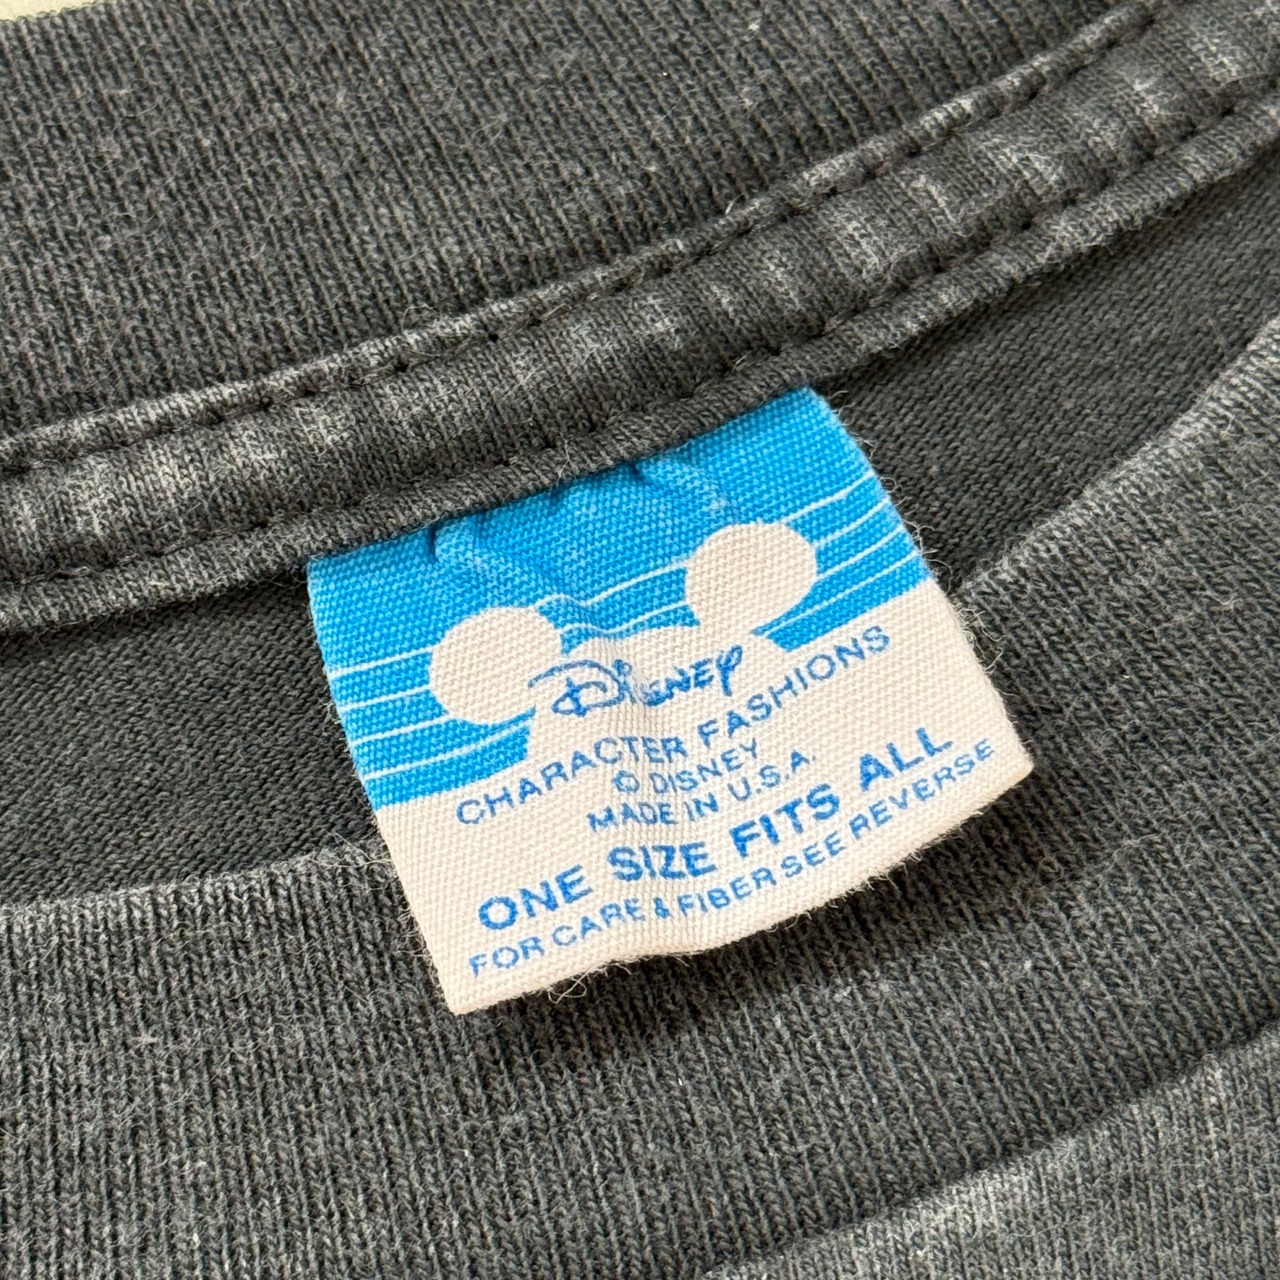 Disney
CHARACTER FASHIONS
© DISNEY
MADE IN U.S.A.
ONE SIZE FITS ALL
FOR CARE & FIBER SEE REVERSE